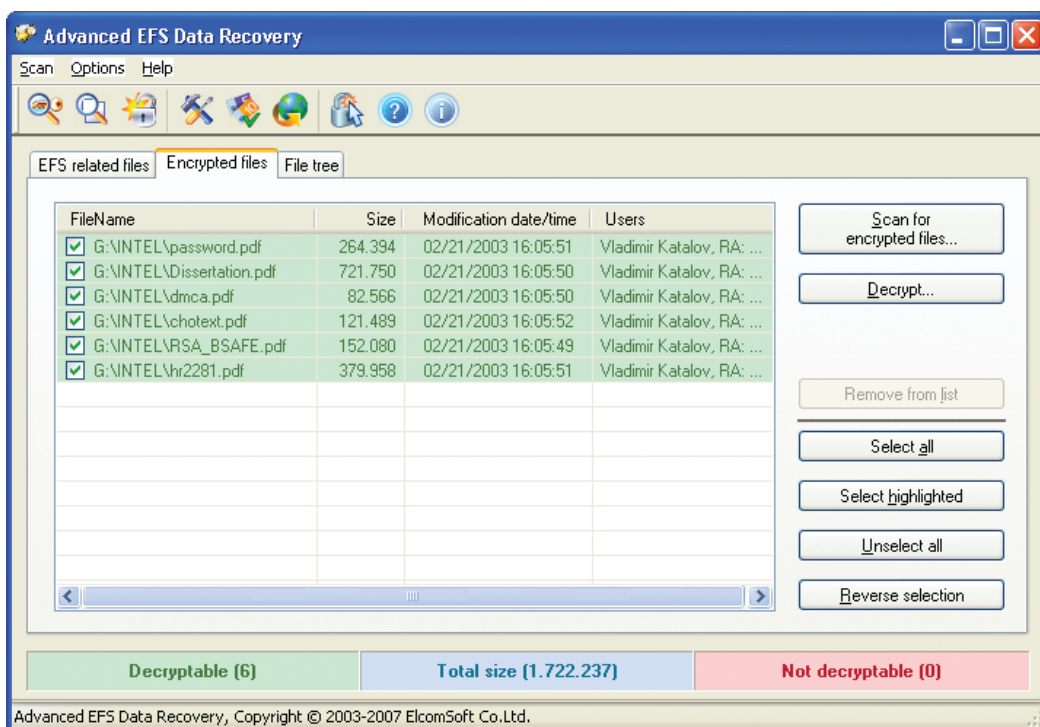 Advanced EFS Data Recovery
Scan Options Help
EFS related files Encrypted files File tree
FileName Size Modification date/time Users
G:\INTEL\password.pdf 264.394 02/21/2003 16:05:51 Vladimir Katalov, RA: ...
G:\INTEL\Dissertation.pdf 721.750 02/21/2003 16:05:50 Vladimir Katalov, RA: ...
G:\INTEL\dmca.pdf 82.566 02/21/2003 16:05:50 Vladimir Katalov, RA: ...
G:\INTEL\chotext.pdf 121.489 02/21/2003 16:05:52 Vladimir Katalov, RA: ...
G:\INTEL\RSA_BSAFE.pdf 152.080 02/21/2003 16:05:49 Vladimir Katalov, RA: ...
G:\INTEL\hr2281.pdf 379.958 02/21/2003 16:05:51 Vladimir Katalov, RA: ...
Scan for
encrypted files...
Decrypt...
Remove from list
Select all
Select highlighted
Unselect all
Reverse selection
Decryptable (6) Total size (1.722.237) Not decryptable (0)
Advanced EFS Data Recovery, Copyright © 2003-2007 ElcomSoft Co.Ltd.